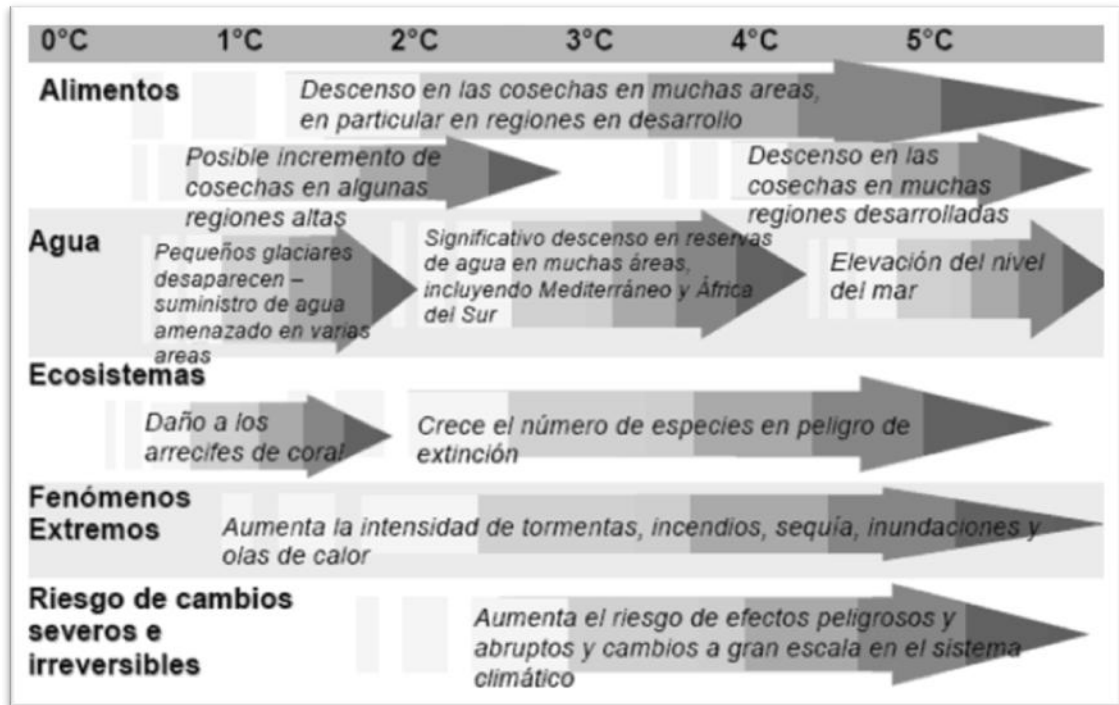 0°C 1°C 2°C 3°C 4°C 5°C
Alimentos
Descenso en las cosechas en muchas areas,
en particular en regiones en desarrollo
Posible incremento de
cosechas en algunas
regiones altas
Descenso en las
cosechas en muchas
regiones desarrolladas
Agua
Pequeños glaciares
desaparecen –
suministro de agua
amenazado en varias
areas
Significativo descenso en reservas
de agua en muchas áreas,
incluyendo Mediterráneo y África
del Sur
Elevación del nivel
del mar
Ecosistemas
Daño a los
arrecifes de coral
Crece el número de especies en peligro de
extinción
Fenómenos
Extremos
Aumenta la intensidad de tormentas, incendios, sequía, inundaciones y
olas de calor
Riesgo de cambios
severos e
irreversibles
Aumenta el riesgo de efectos peligrosos y
abruptos y cambios a gran escala en el sistema
climático